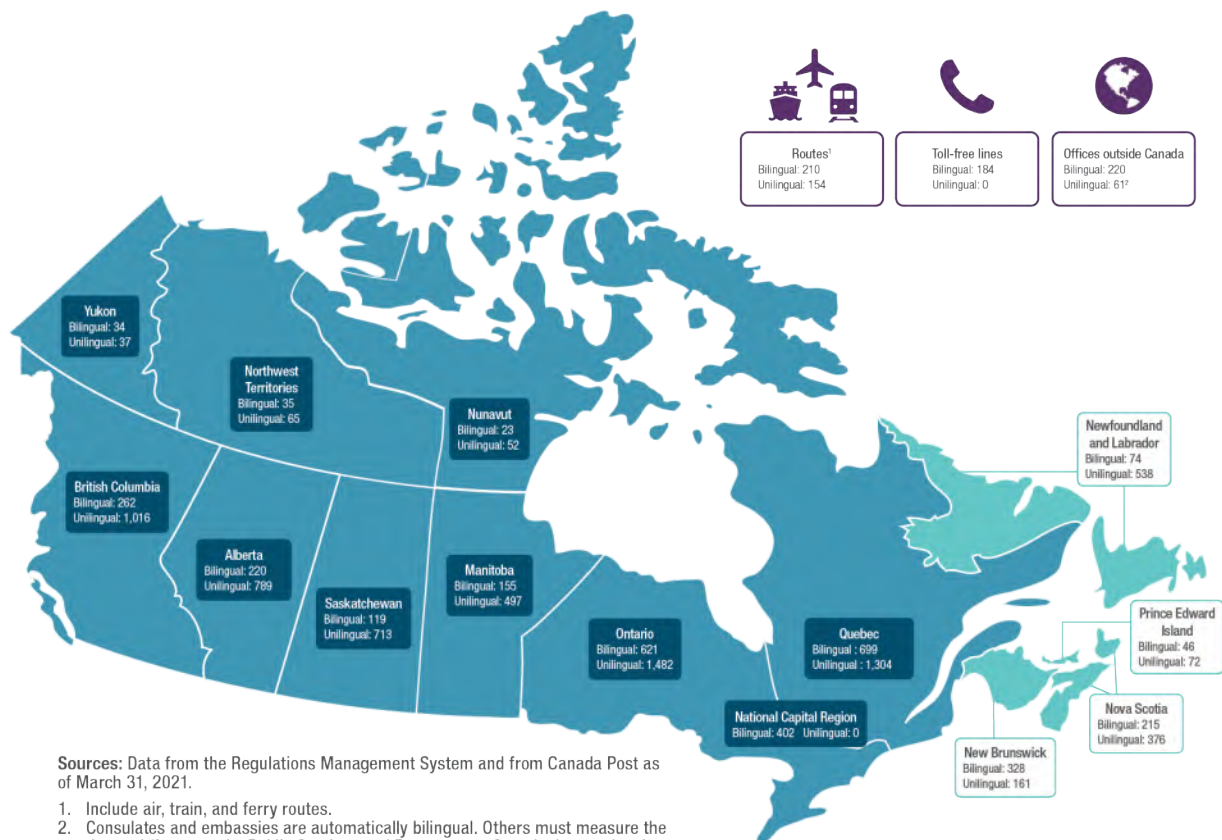 Routes¹
Bilingual: 210
Unilingual: 154
Toll-free lines
Bilingual: 184
Unilingual: 0
Offices outside Canada
Bilingual: 220
Unilingual: 61²
Yukon
Bilingual: 34
Unilingual: 37
Northwest
Territories
Bilingual: 35
Unilingual: 65
Nunavut
Bilingual: 23
Unilingual: 52
British Columbia
Bilingual: 262
Unilingual: 1,016
Alberta
Bilingual: 220
Unilingual: 789
Saskatchewan
Bilingual: 119
Unilingual: 713
Manitoba
Bilingual: 155
Unilingual: 497
Ontario
Bilingual: 621
Unilingual: 1,482
Quebec
Bilingual : 699
Unilingual : 1,304
National Capital Region
Bilingual: 402 Unilingual: 0
Newfoundland
and Labrador
Bilingual: 74
Unilingual: 538
Prince Edward
Island
Bilingual: 46
Unilingual: 72
Nova Scotia
Bilingual: 215
Unilingual: 376
New Brunswick
Bilingual: 328
Unilingual: 161
Sources: Data from the Regulations Management System and from Canada Post as
of March 31, 2021.
1. Include air, train, and ferry routes.
2. Consulates and embassies are automatically bilingual. Others must measure the